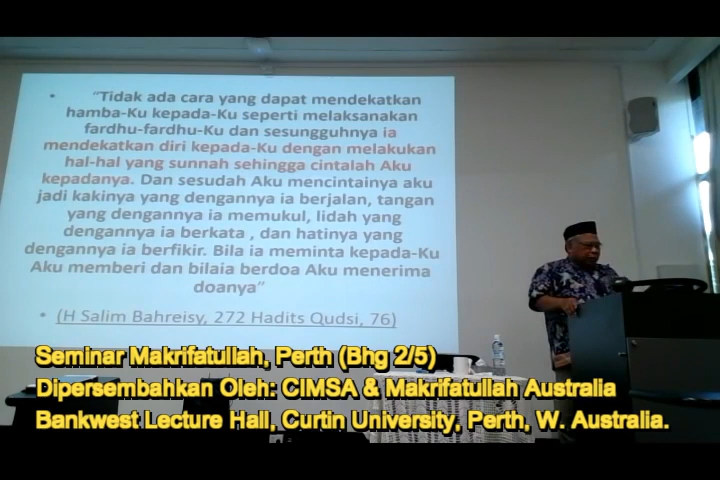 • "Tidak ada cara yang dapat mendekatkan
hamba-Ku kepada-Ku seperti melaksanakan
fardhu-fardhu-Ku dan sesungguhnya ia
mendekatkan diri kepada-Ku dengan melakukan
hal-hal yang sunnah sehingga cintalah Aku
kepadanya. Dan sesudah Aku mencintainya aku
jadi kakinya yang dengannya ia berjalan, tangan
yang dengannya ia memukul, lidah yang
dengannya ia berkata , dan hatinya yang
dengannya ia berfikir. Bila ia meminta kepada-Ku
Aku memberi dan bilaia berdoa Aku menerima
doanya"
• (H Salim Bahreisy, 272 Hadits Qudsi, 76)
Seminar Makrifatullah, Perth (Bhg 2/5)
Dipersembahkan Oleh: CIMSA & Makrifatullah Australia
Bankwest Lecture Hall, Curtin University, Perth, W. Australia.